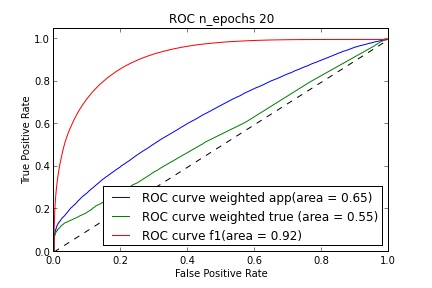 ROC n_epochs 20
1.0
0.8
0.6
0.4
0.2
0.0
True Positive Rate
ROC curve weighted app(area = 0.65)
ROC curve weighted true (area = 0.55)
ROC curve f1(area = 0.92)
0.0 0.2 0.4 0.6 0.8 1.0
False Positive Rate